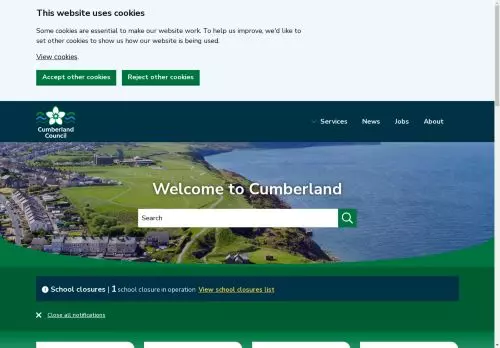 This website uses cookies
Some cookies are essential to make our website work. To help us improve, we'd like to
set other cookies to show us how our website is being used.
View cookies.
Accept other cookies
Reject other cookies
Cumberland
Council
Services
News
Jobs
About
Welcome to Cumberland
Search
School closures | 1 school closure in operation View school closures list
Close all notifications